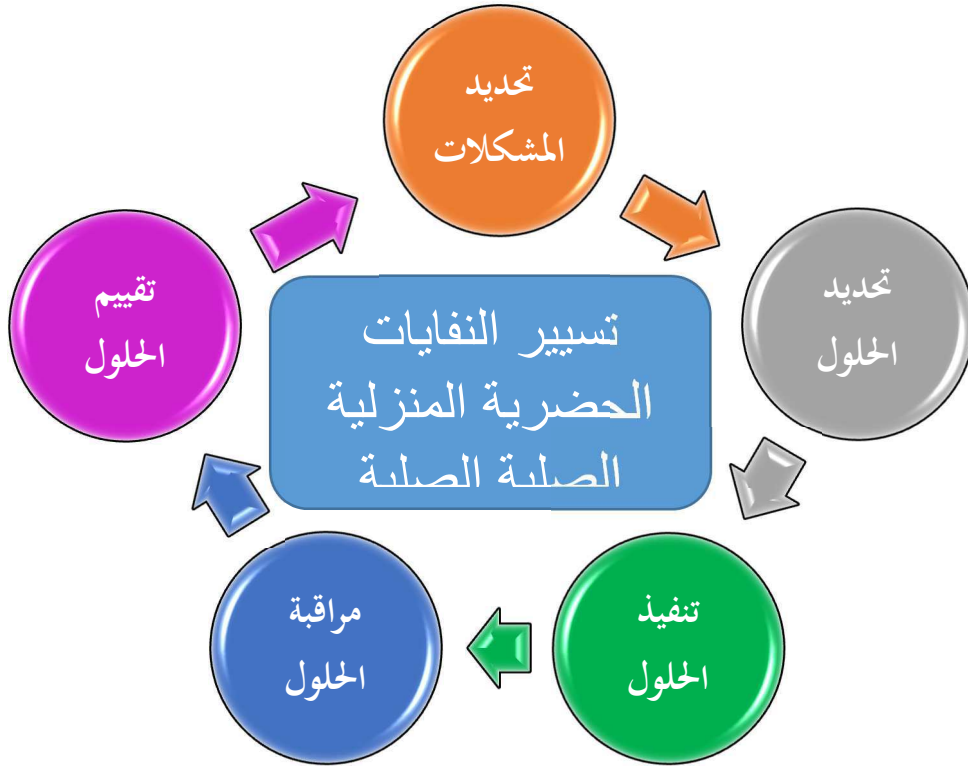 تحديد
المشكلات
تحديد
الحلول
تنفيذ
الحلول
مراقبة
الحلول
تقييم
الحلول
تسيير النفايات
الحضرية المنزلية
الصلبة الصلبة